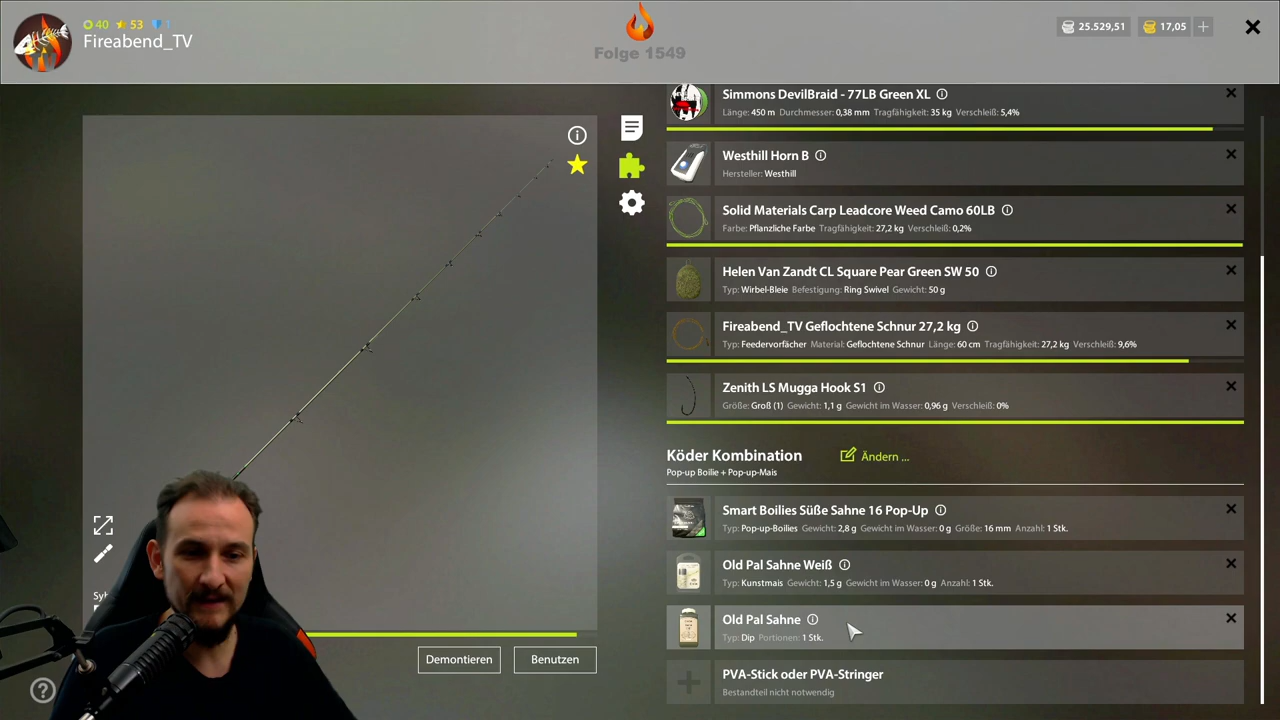 40 53 1
Fireabend_TV
Folge 1549
25.529,51
17,05
Simmons DevilBraid - 77LB Green XL
Länge: 450 m Durchmesser: 0,38 mm Tragfähigkeit: 35 kg Verschleiß: 5,4%
Westhill Horn B
Hersteller: Westhill
Solid Materials Carp Leadcore Weed Camo 60LB
Farbe: Pflanzliche Farbe Tragfähigkeit: 27,2 kg Verschleiß: 0,2%
Helen Van Zandt CL Square Pear Green SW 50
Typ: Wirbel-Bleie Befestigung: Ring Swivel Gewicht: 50 g
Fireabend_TV Geflochtene Schnur 27,2 kg
Typ: Feedervorfächer Material: Geflochtene Schnur Länge: 60 cm Tragfähigkeit: 27,2 kg Verschleiß: 9,6%
Zenith LS Mugga Hook S1
Größe: Groß (1) Gewicht: 1,1 g Gewicht im Wasser: 0,96 g Verschleiß: 0%
Köder Kombination
Ändern ...
Pop-up Boilie + Pop-up-Mais
Smart Boilies Süße Sahne 16 Pop-Up
Typ: Pop-up-Boilies Gewicht: 2,8 g Gewicht im Wasser: 0 g Größe: 16 mm Anzahl: 1 Stk.
Old Pal Sahne Weiß
Typ: Kunstmais Gewicht: 1,5 g Gewicht im Wasser: 0 g Anzahl: 1 Stk.
Old Pal Sahne
Typ: Dip Portionen: 1 Stk.
PVA-Stick oder PVA-Stringer
Bestandteil nicht notwendig
Demontieren
Benutzen